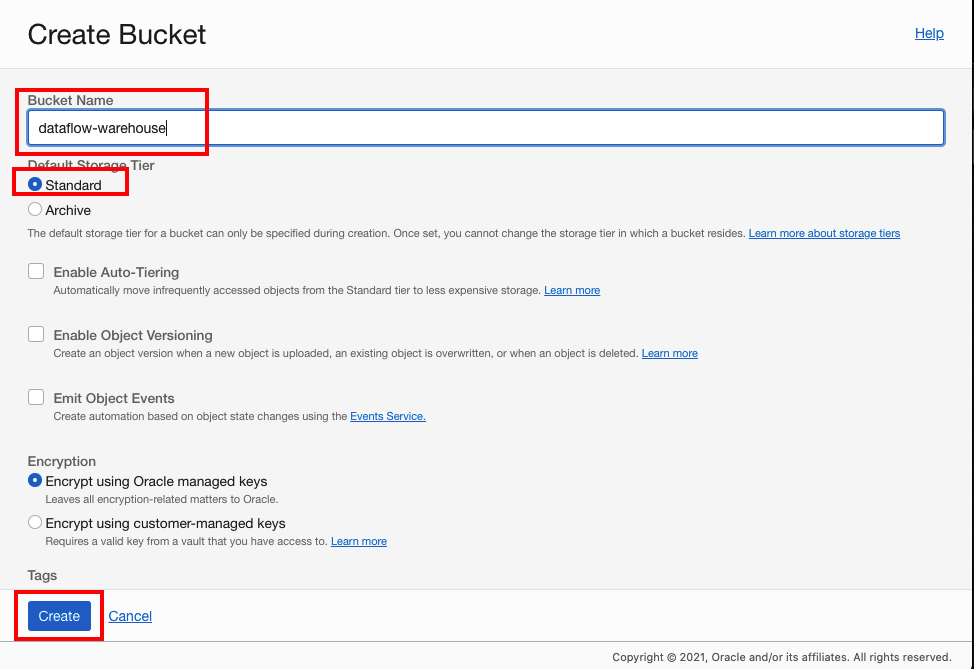 Create Bucket
Help
Bucket Name
dataflow-warehouse
Default Storage Tier
Standard
Archive
The default storage tier for a bucket can only be specified during creation. Once set, you cannot change the storage tier in which a bucket resides. Learn more about storage tiers
Enable Auto-Tiering
Automatically move infrequently accessed objects from the Standard tier to less expensive storage. Learn more
Enable Object Versioning
Create an object version when a new object is uploaded, an existing object is overwritten, or when an object is deleted. Learn more
Emit Object Events
Create automation based on object state changes using the Events Service.
Encryption
Encrypt using Oracle managed keys
Leaves all encryption-related matters to Oracle.
Encrypt using customer-managed keys
Requires a valid key from a vault that you have access to. Learn more
Tags
Create
Cancel
Copyright © 2021, Oracle and/or its affiliates. All rights reserved.